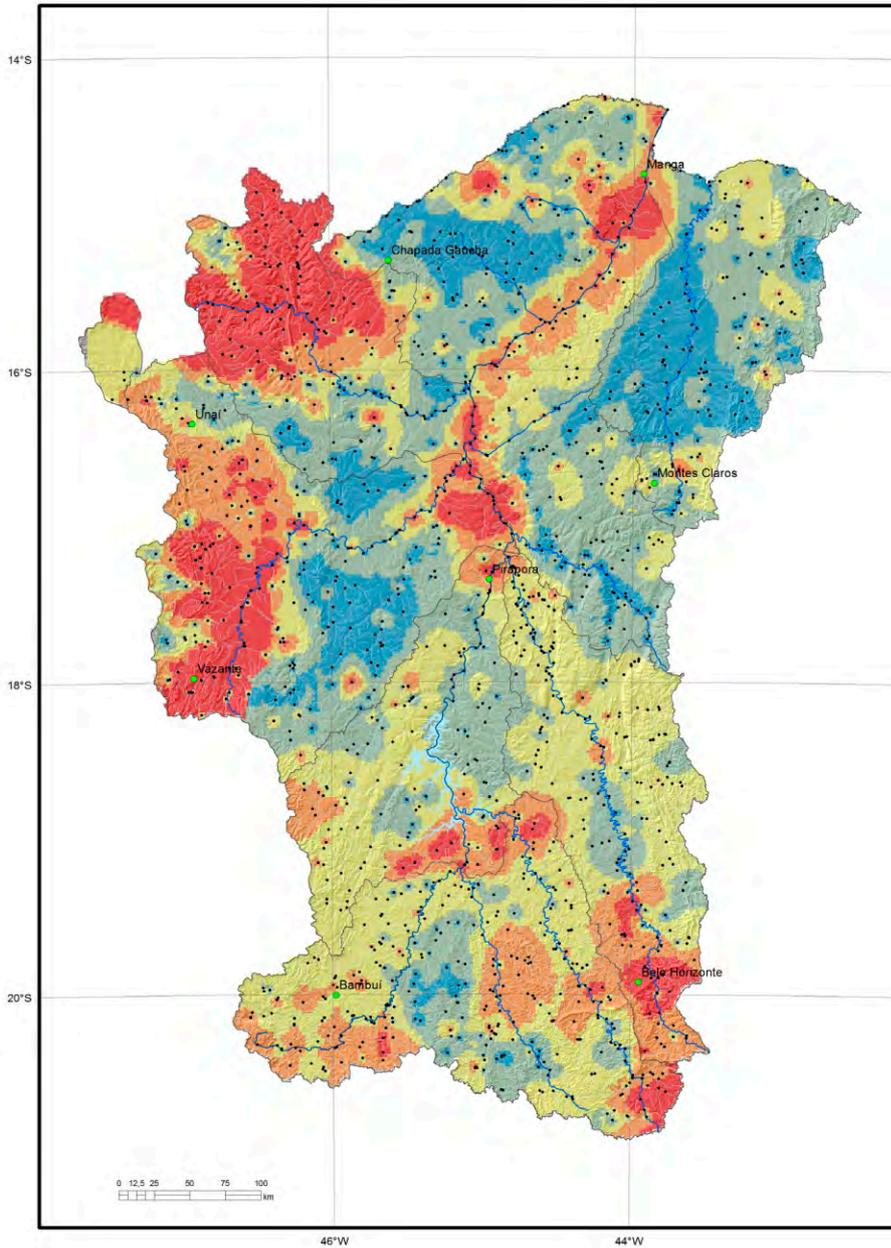 14°S
Manga
Chapada Gaúcha
16°S
Unaí
Montes Claros
Pirapora
Vazante
18°S
Belo Horizonte
Bambuí
20°S
0 12,5 25 50 75 100
km
46°W 44°W